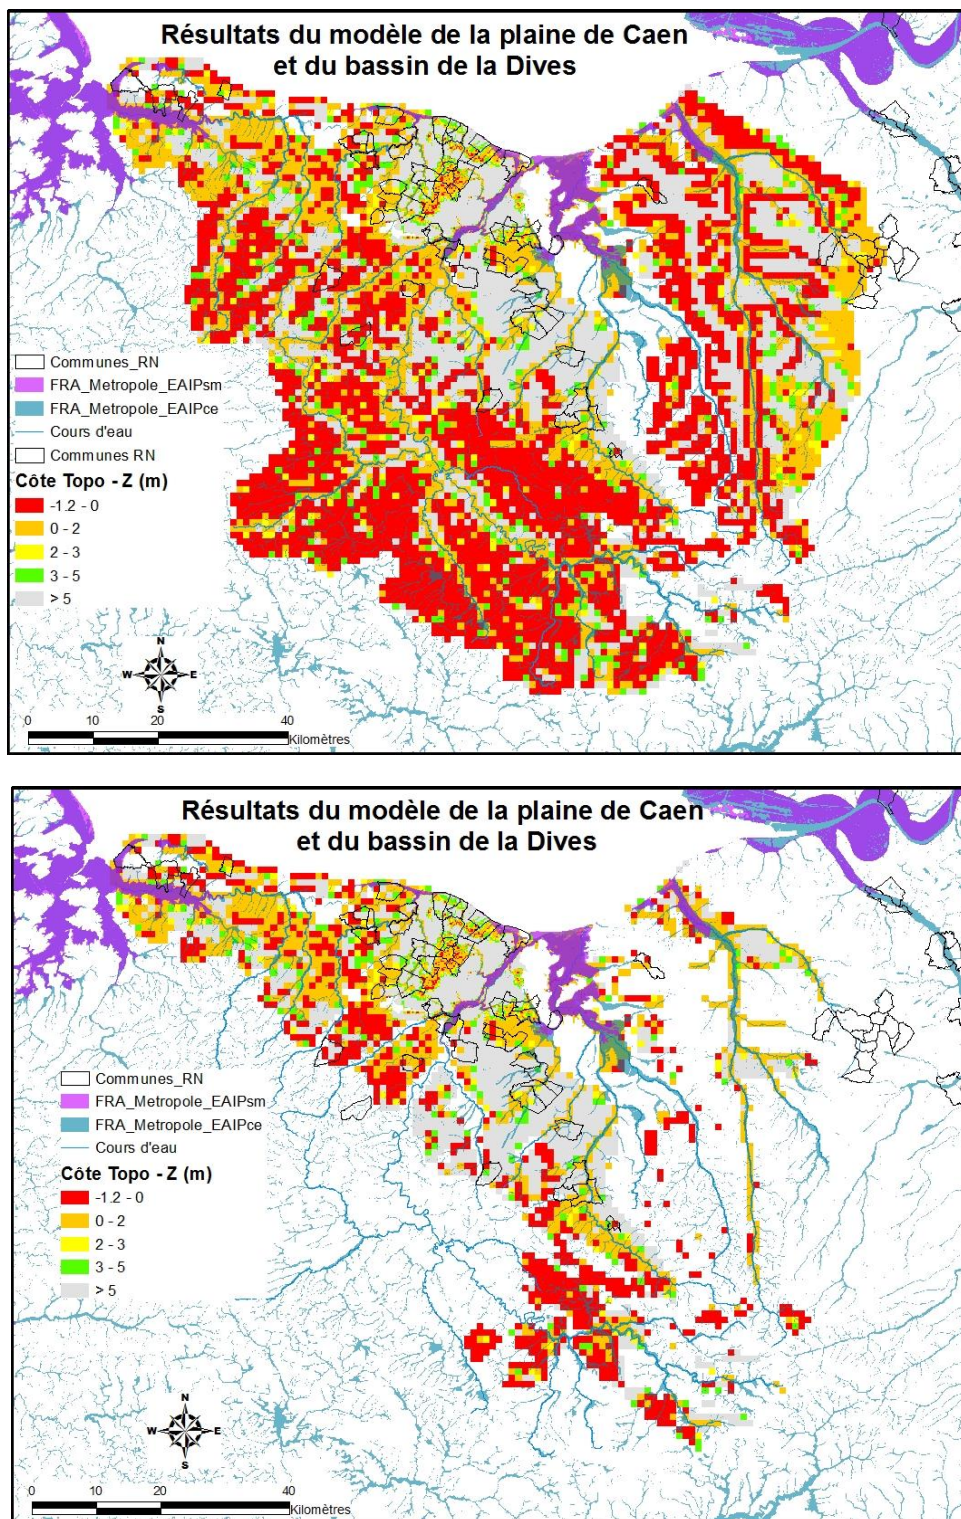 Résultats du modèle de la plaine de Caen
et du bassin de la Dives
Communes_RN
FRA_Metropole_EAIPsm
FRA_Metropole_EAIPce
Cours d'eau
Communes RN
Côte Topo - Z (m)
-1.2 - 0
0 - 2
2 - 3
3 - 5
> 5
N
W E
S
0 10 20 40
Kilomètres
Résultats du modèle de la plaine de Caen
et du bassin de la Dives
Communes_RN
FRA_Metropole_EAIPsm
FRA_Metropole_EAIPce
Cours d'eau
Côte Topo - Z (m)
-1.2 - 0
0 - 2
2 - 3
3 - 5
> 5
N
W E
S
0 10 20 40
Kilomètres